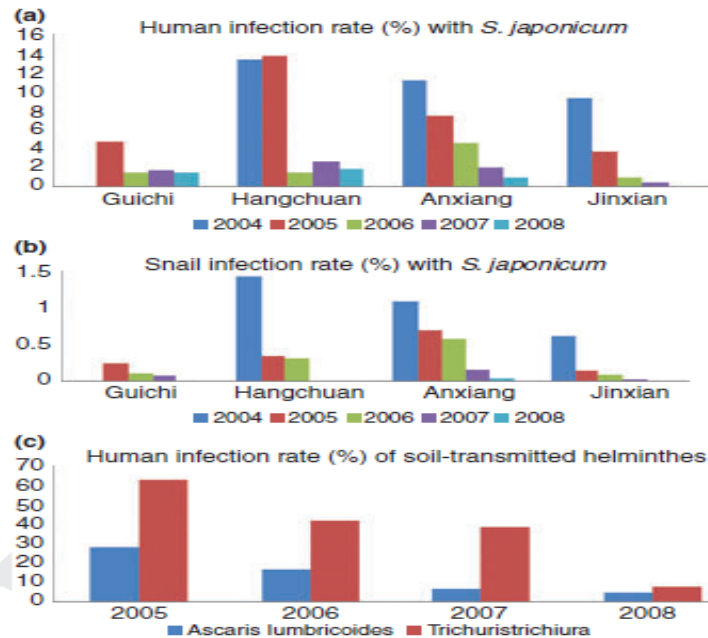 (a)
Human infection rate (%) with S. japonicum
16
14
12
10
8
6
4
2
0
Guichi Hangchuan Anxiang Jinxian
2004 2005 2006 2007 2008
(b)
Snail infection rate (%) with S. japonicum
1.5
1
0.5
0
Guichi Hangchuan Anxiang Jinxian
2004 2005 2006 2007 2008
(c)
Human infection rate (%) of soil-transmitted helminthes
70
60
50
40
30
20
10
0
2005 2006 2007 2008
Ascaris lumbricoides Trichuristrichiura